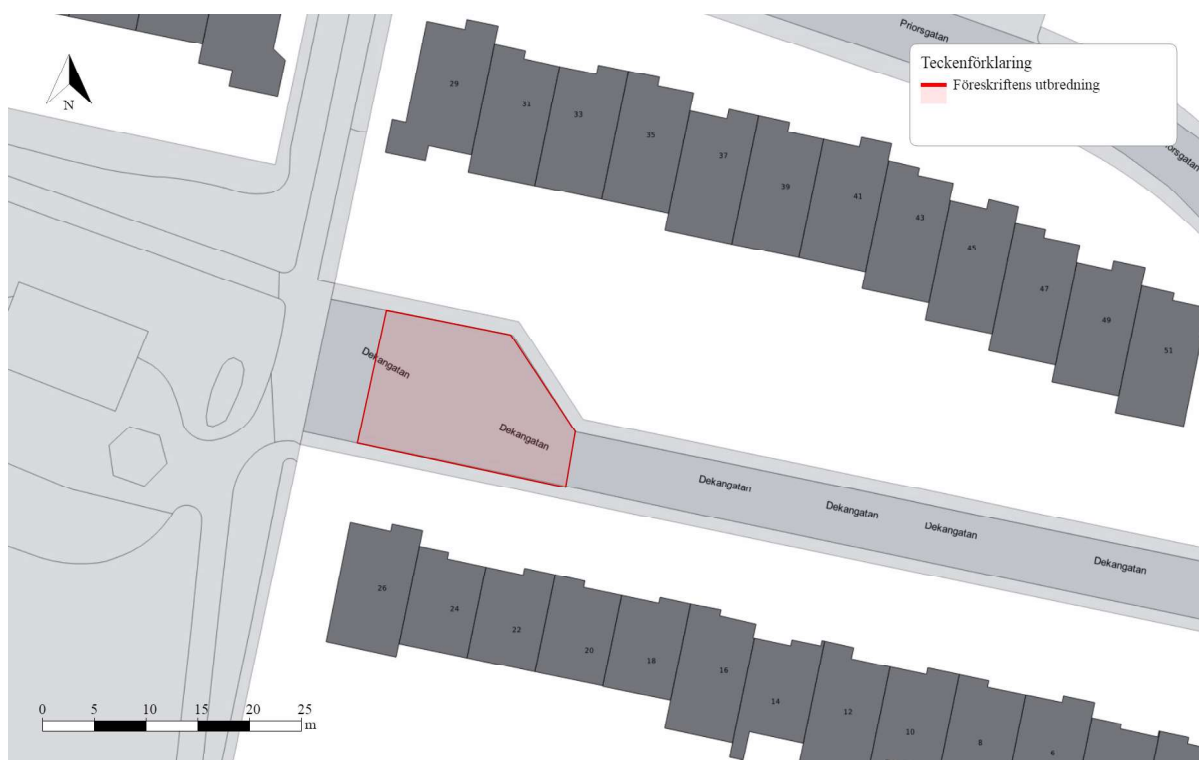 Priorsgatan
Teckenförklaring
Föreskriftens utbredning
N
29
31
33
35
37
39
41
43
45
47
49
51
orsgatan
Dekangatan
Dekangatan
Dekangatan
Dekangatan
Dekangatan
Dekangatan
26
24
22
20
18
16
14
12
10
8
0 5 10 15 20 25
m